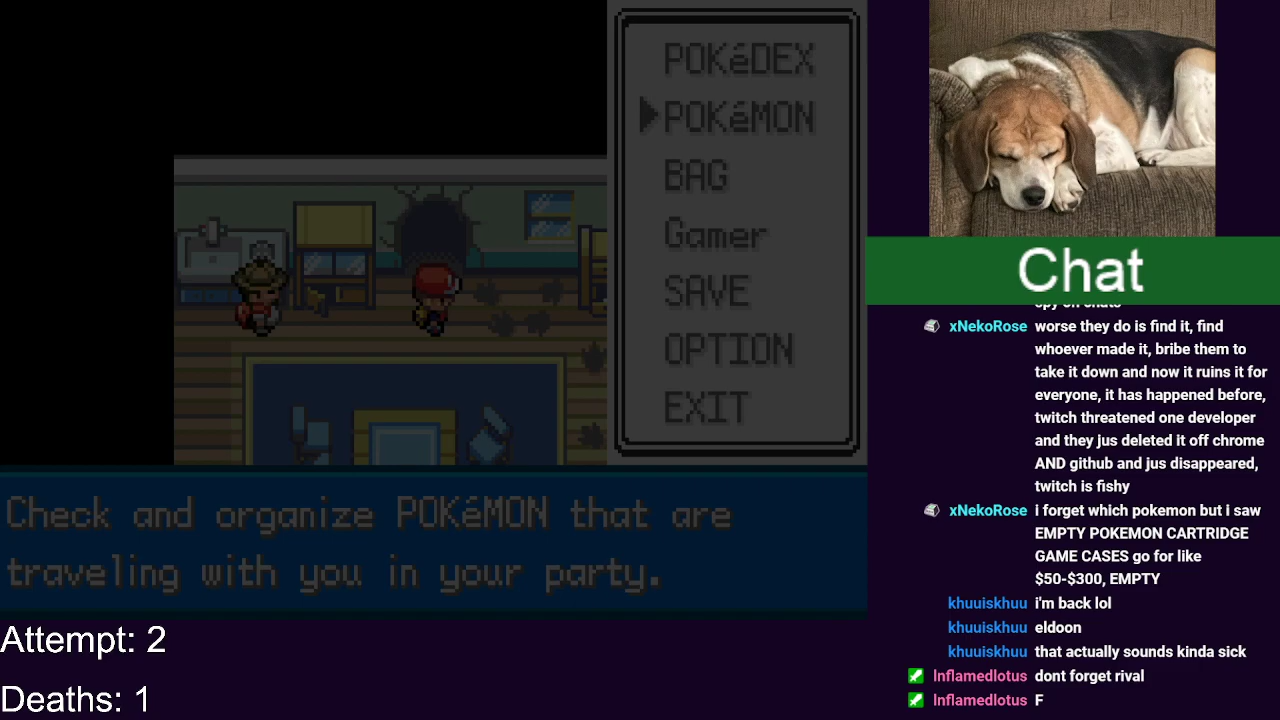 POKéDEX
▶POKéMON
BAG
Gamer
SAVE
OPTION
EXIT
Check and organize POKéMON that are
traveling with you in your party.
Attempt: 2
Deaths: 1
Chat
spy on chats
xNekoRose worse they do is find it, find
whoever made it, bribe them to
take it down and now it ruins it for
everyone, it has happened before,
twitch threatened one developer
and they jus deleted it off chrome
AND github and jus disappeared,
twitch is fishy
xNekoRose i forget which pokemon but i saw
EMPTY POKEMON CARTRIDGE
GAME CASES go for like
$50-$300, EMPTY
khuuiskhuu i'm back lol
khuuiskhuu eldoon
khuuiskhuu that actually sounds kinda sick
Inflamedlotus dont forget rival
Inflamedlotus F